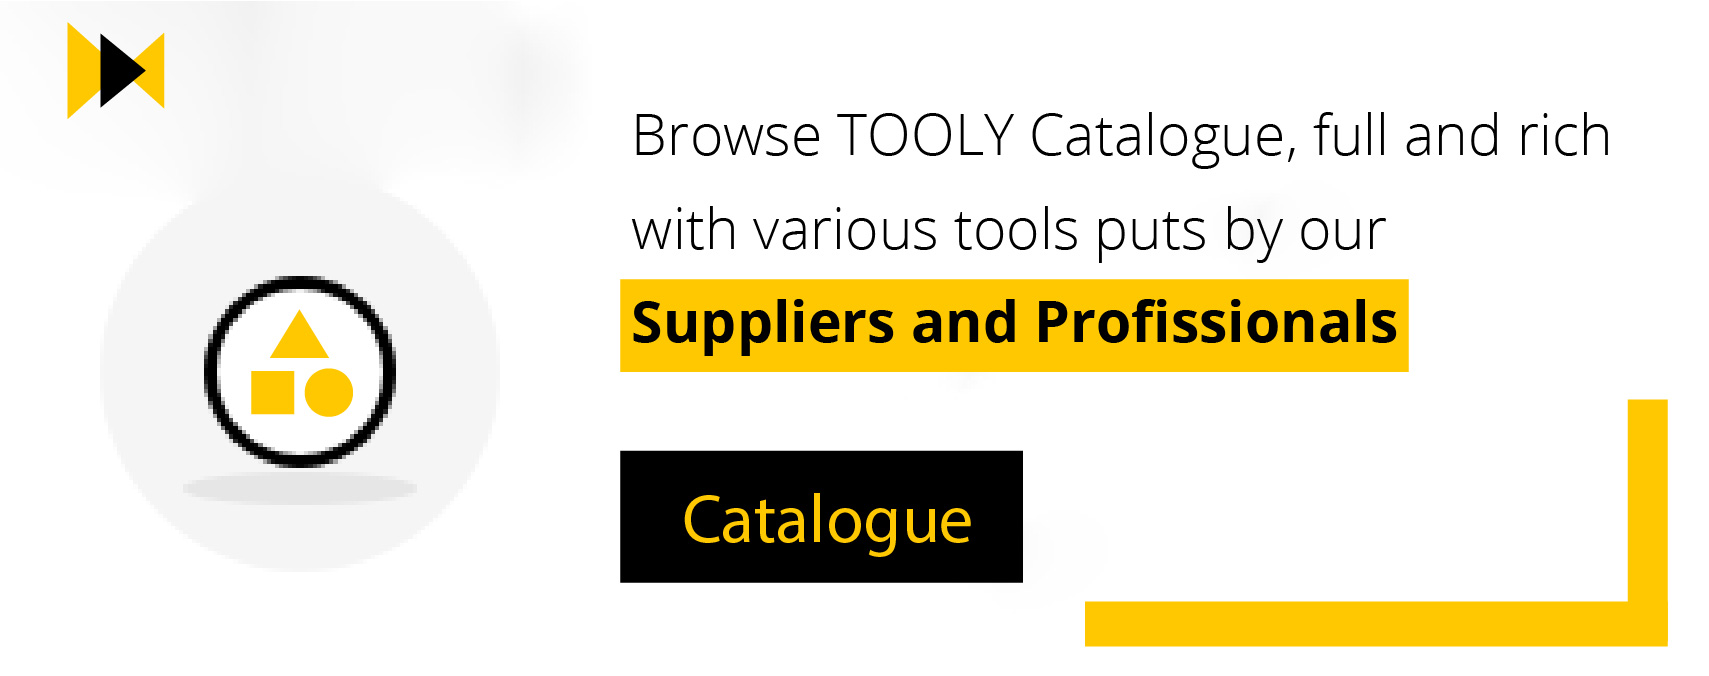 Browse TOOLY Catalogue, full and rich
with various tools puts by our
Suppliers and Profissionals
Catalogue